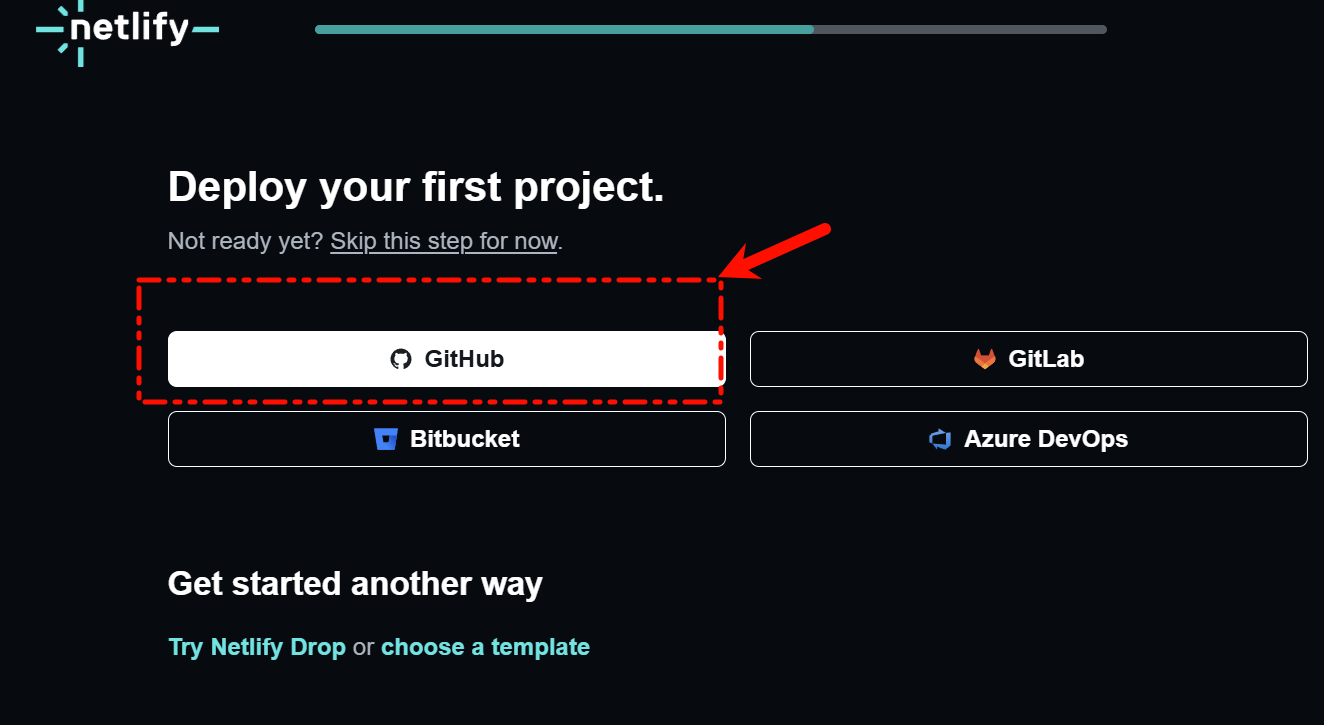 netlify
Deploy your first project.
Not ready yet? Skip this step for now.
GitHub
GitLab
Bitbucket
Azure DevOps
Get started another way
Try Netlify Drop or choose a template